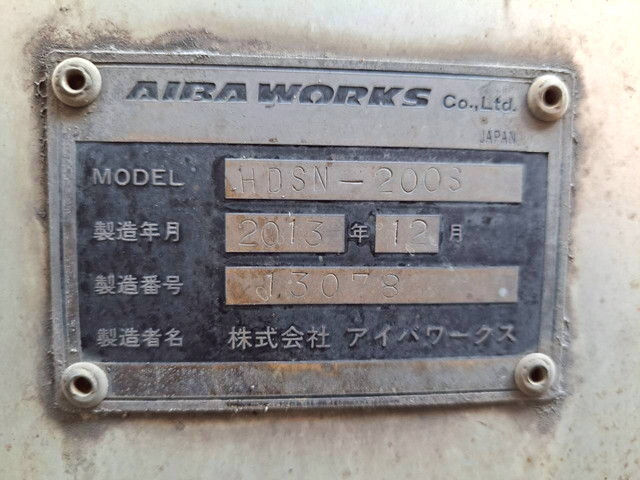 AIBA WORKS Co.,Ltd.
JAPAN
MODEL HDSN-200S
製造年月 2013 年 12 月
製造番号 13078
製造者名 株式会社 アイバワークス